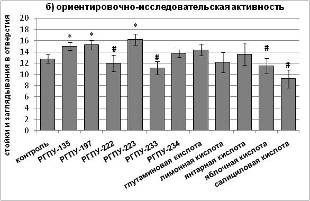 б) ориентировочно-исследовательская активность
стойки и заглядывания в отверстия
20
18
16
14
12
10
8
6
4
2
0
* * # * # # #
контроль
РГПУ-135
РГПУ-197
РГПУ-222
РГПУ-223
РГПУ-233
РГПУ-234
глутаминовая кислота
лимонная кислота
янтарная кислота
яблочная кислота
салициловая кислота